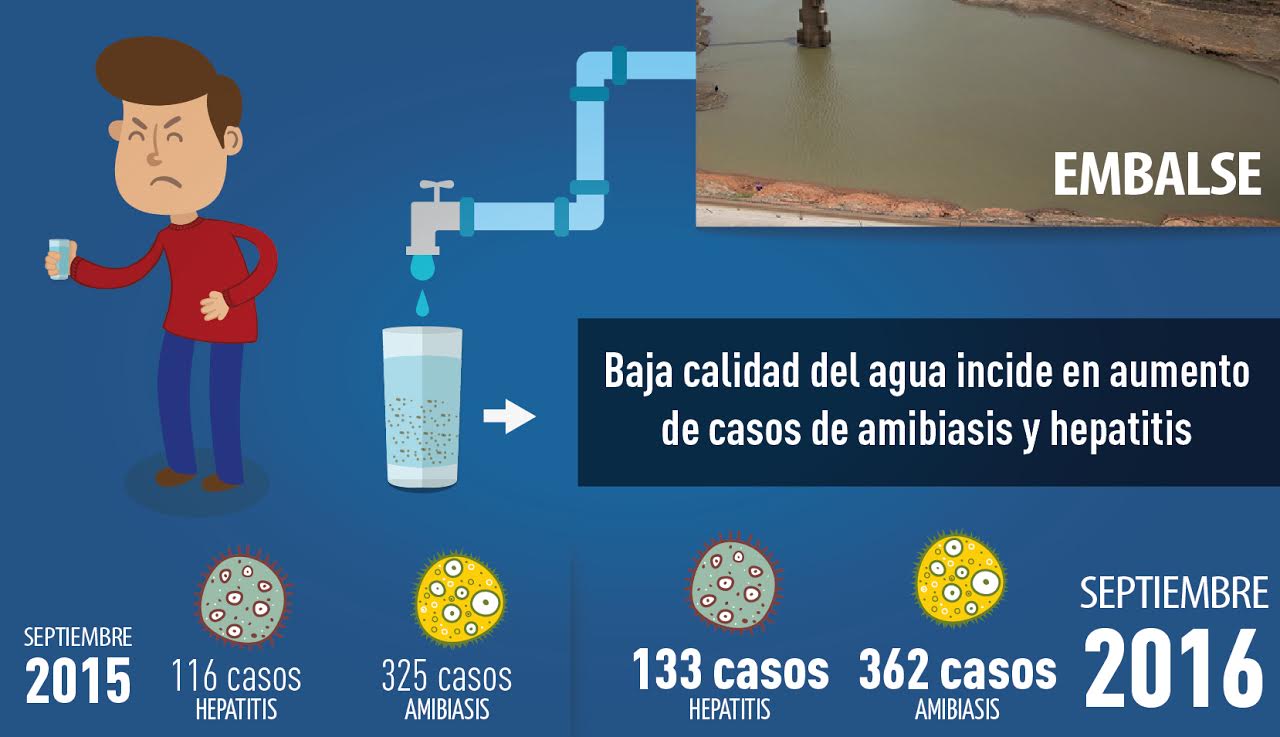 EMBALSE
Baja calidad del agua incide en aumento
de casos de amibiasis y hepatitis
SEPTIEMBRE
2015
116 casos
HEPATITIS
325 casos
AMIBIASIS
133 casos
HEPATITIS
362 casos
AMIBIASIS
SEPTIEMBRE
2016